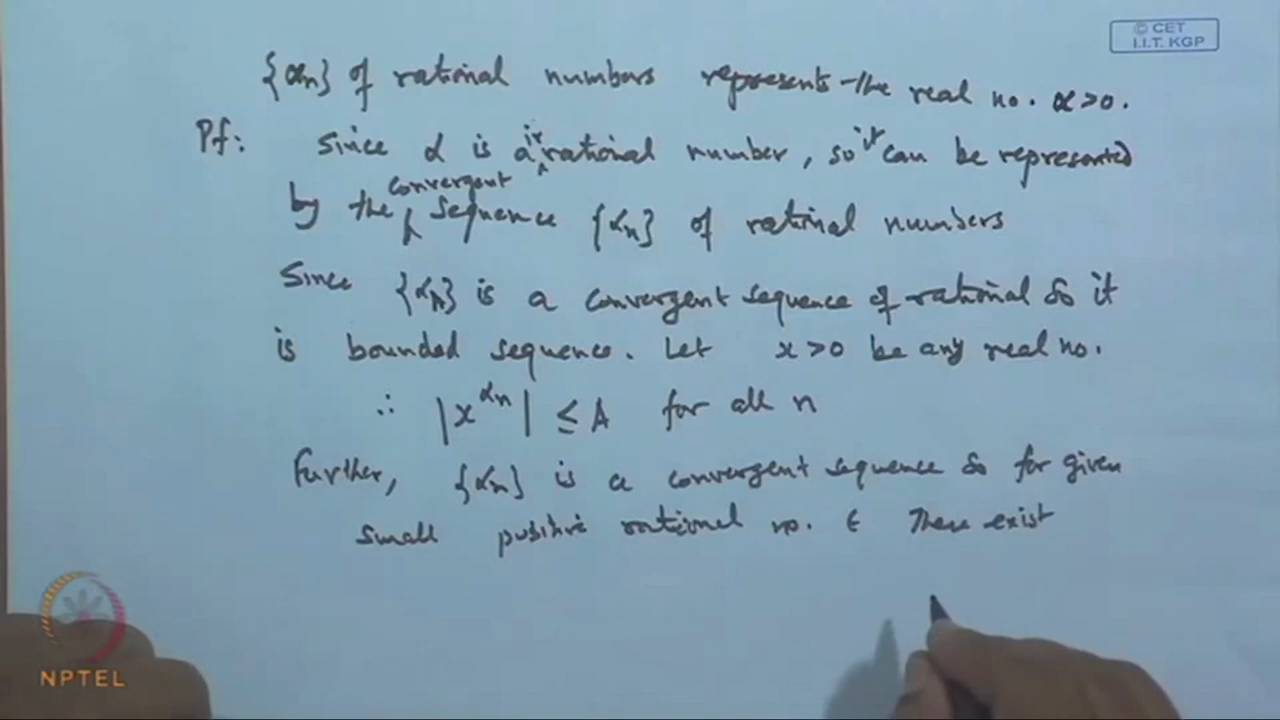 © CET
I.I.T. KGP
{αn} of rational numbers represents the real no. α>0.
Pf: Since α is a irrational number, so it can be represented
by the convergent sequence {αn} of rational numbers
Since {αn} is a convergent sequence of rational so it
is bounded sequence. Let x>0 be any real no.
∴ |x^αn| ≤ A for all n
Further, {αn} is a convergent sequence so for given
small positive rational no. ε There exist
NPTEL